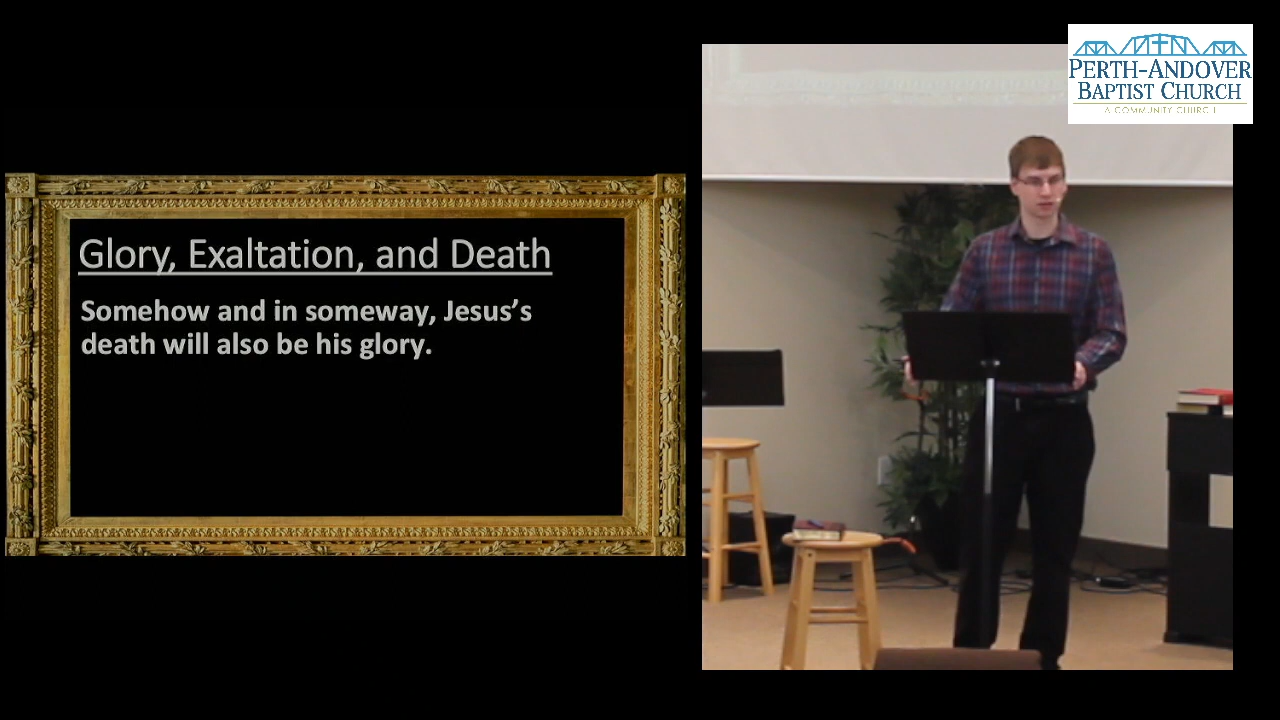 PERTH-ANDOVER
BAPTIST CHURCH
A COMMUNITY CHURCH
Glory, Exaltation, and Death
Somehow and in someway, Jesus’s
death will also be his glory.